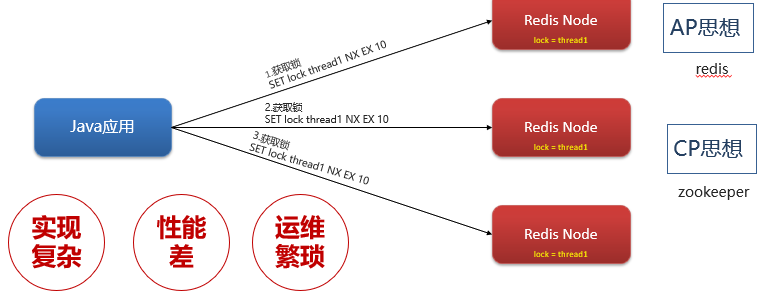 Redis Node
lock = thread1
AP思想
redis
1.获取锁
SET lock thread1 NX EX 10
Java应用
2.获取锁
SET lock thread1 NX EX 10
Redis Node
lock = thread1
CP思想
zookeeper
3.获取锁
SET lock thread1 NX EX 10
实现
复杂
性能
差
运维
繁琐
Redis Node
lock = thread1